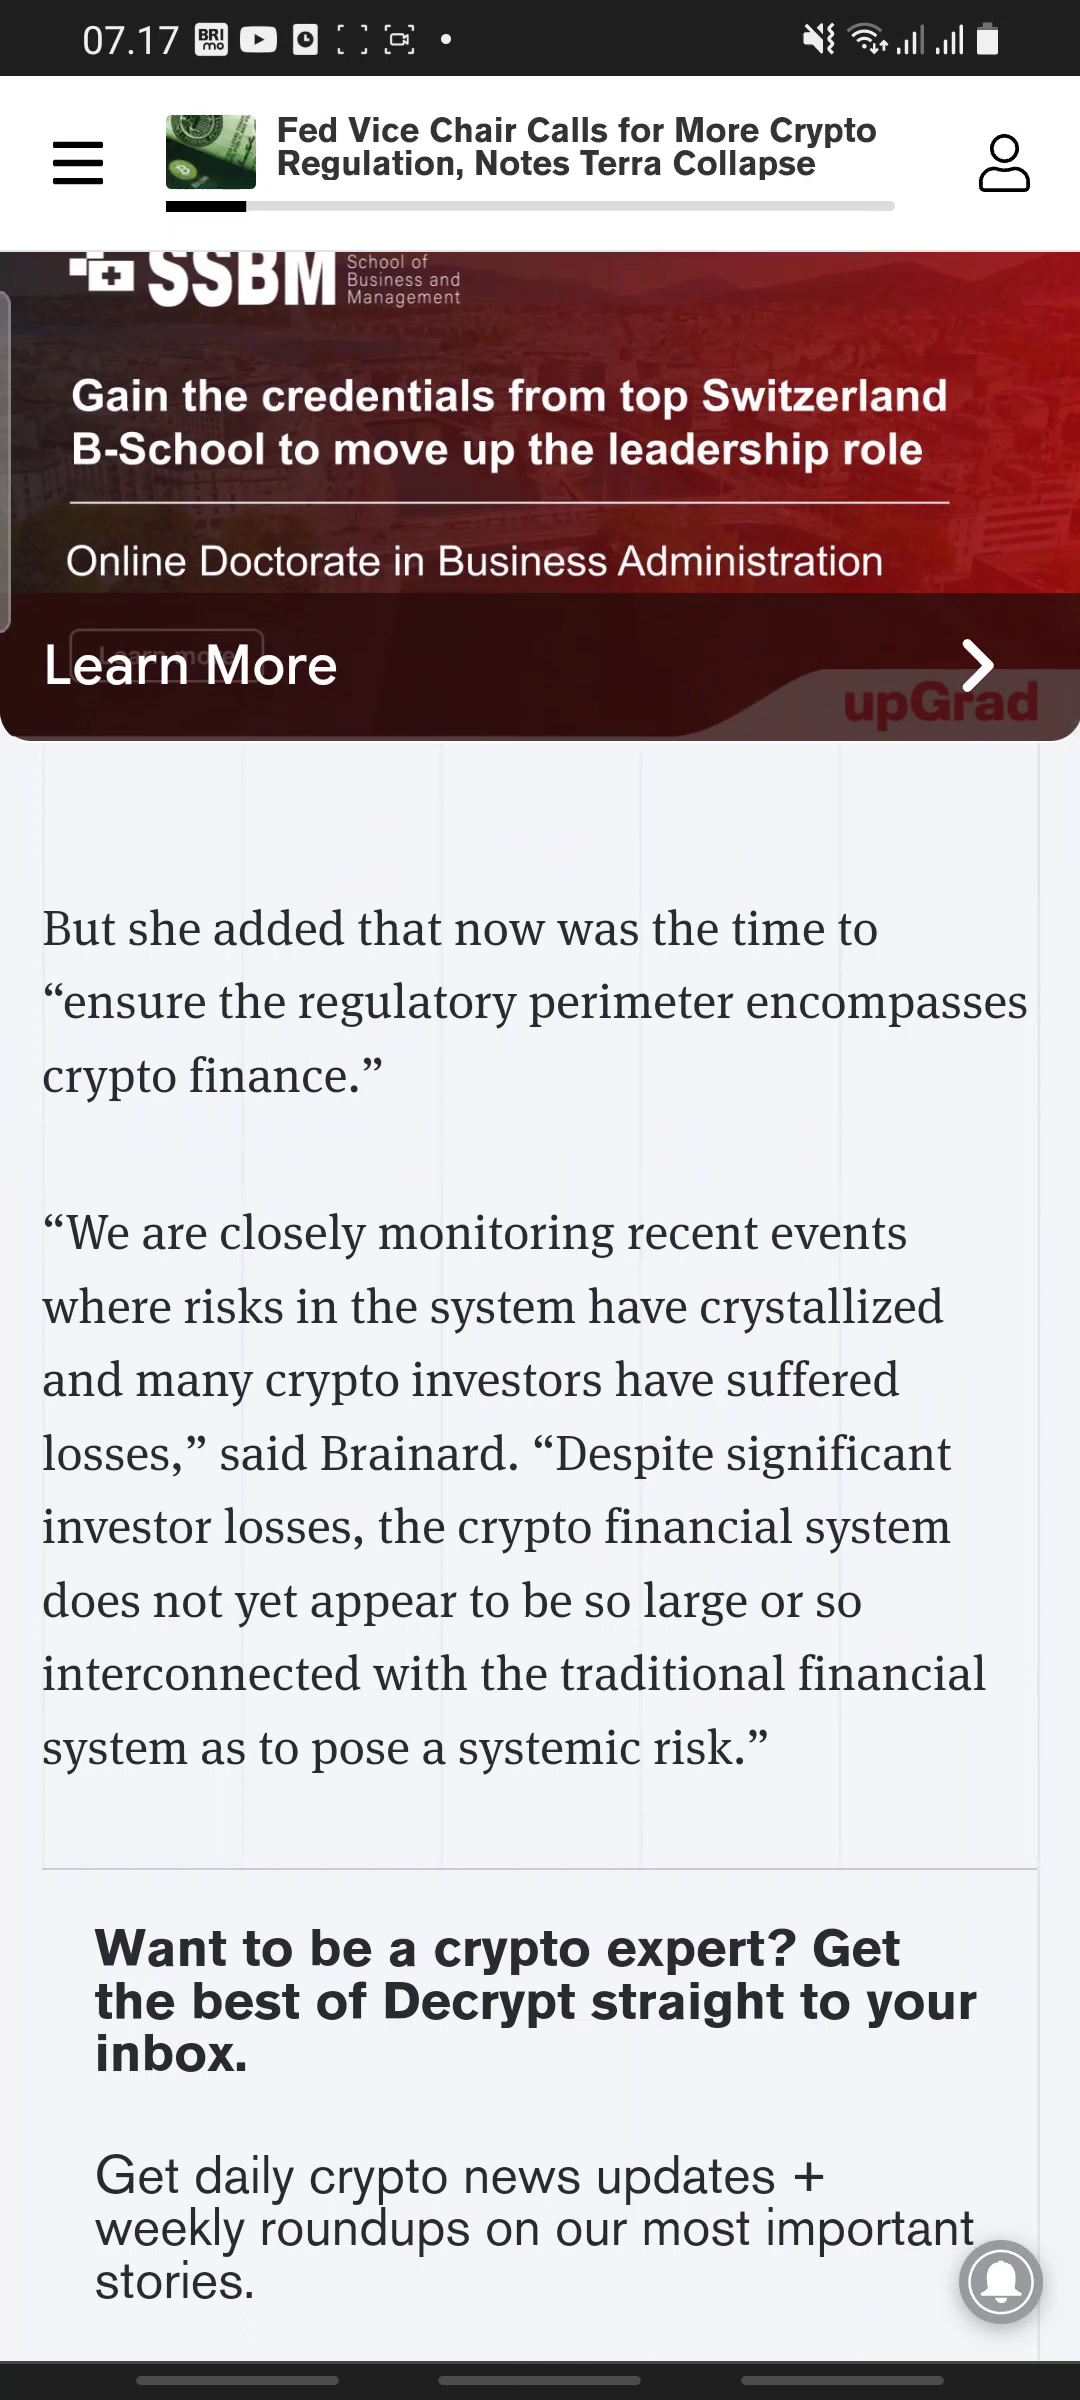 07.17
BRI
mo
Fed Vice Chair Calls for More Crypto
Regulation, Notes Terra Collapse
SSBM
School of
Business and
Management
Gain the credentials from top Switzerland
B-School to move up the leadership role
Online Doctorate in Business Administration
Learn more
Learn More
upGrad
But she added that now was the time to
“ensure the regulatory perimeter encompasses
crypto finance.”
“We are closely monitoring recent events
where risks in the system have crystallized
and many crypto investors have suffered
losses,” said Brainard. “Despite significant
investor losses, the crypto financial system
does not yet appear to be so large or so
interconnected with the traditional financial
system as to pose a systemic risk.”
Want to be a crypto expert? Get
the best of Decrypt straight to your
inbox.
Get daily crypto news updates +
weekly roundups on our most important
stories.